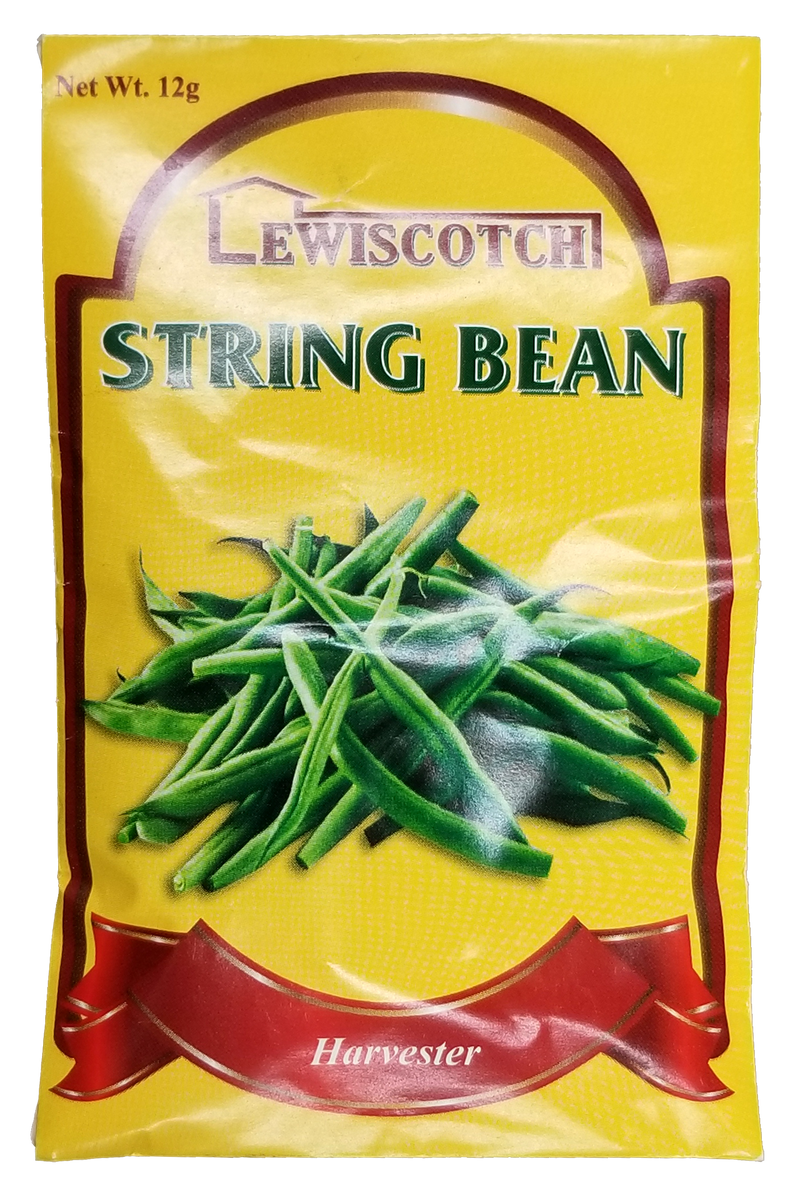 Net Wt. 12g
LEWISCOTCH
STRING BEAN
Harvester